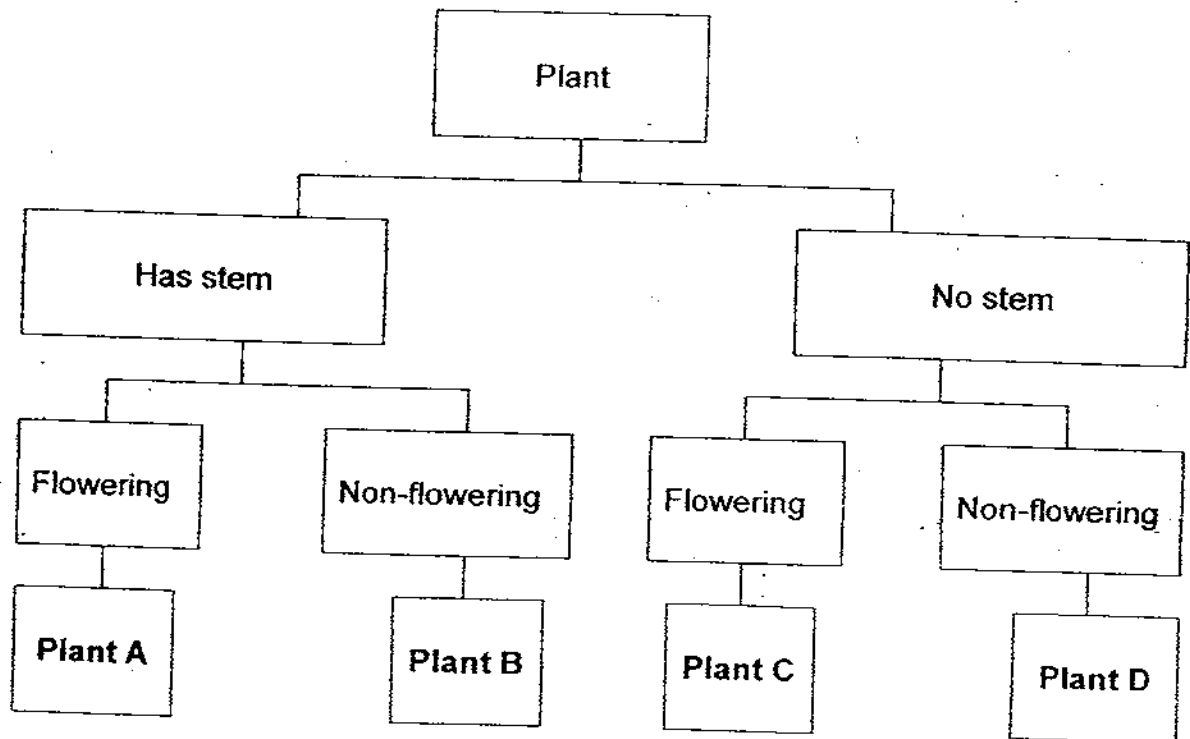 Plant
Has stem
No stem
Flowering
Non-flowering
Flowering
Non-flowering
Plant A
Plant B
Plant C
Plant D